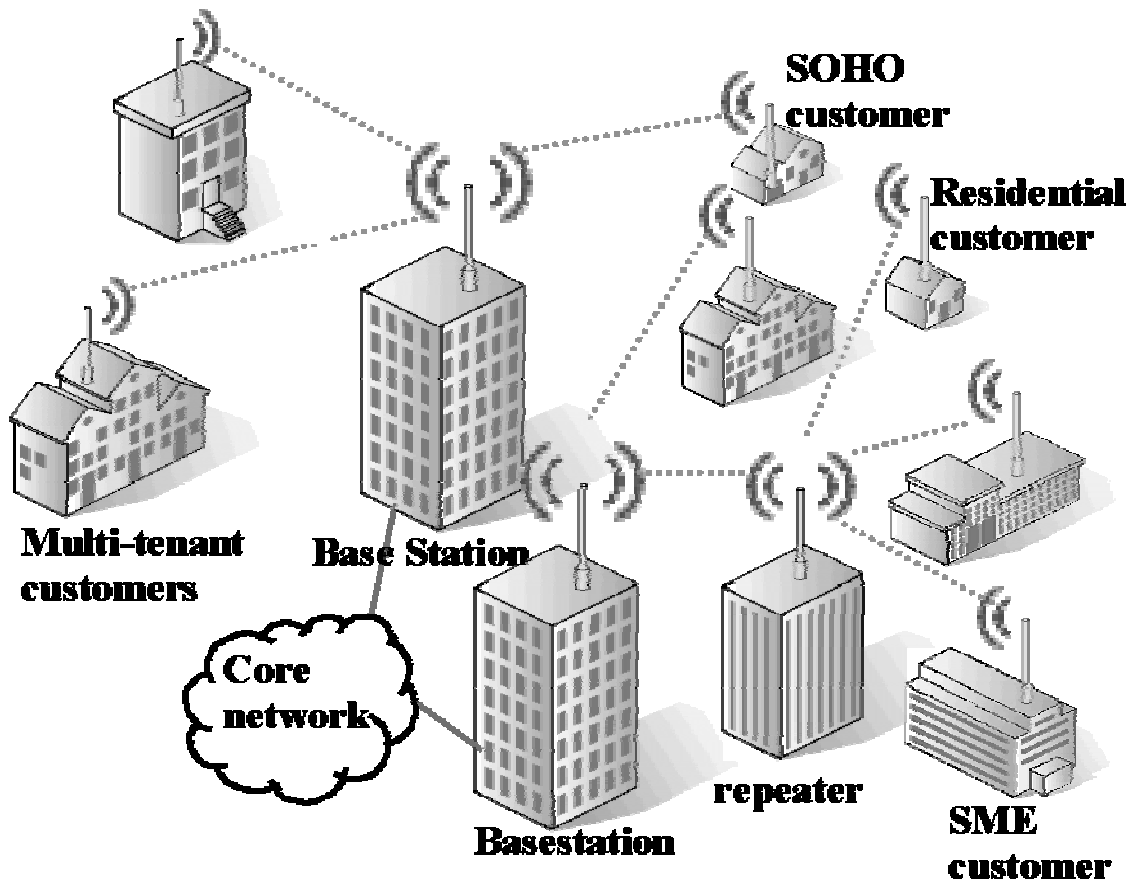 SOHO
customer
Residential
customer
Multi-tenant
customers
Base Station
Core
network
repeater
Basestation
SME
customer